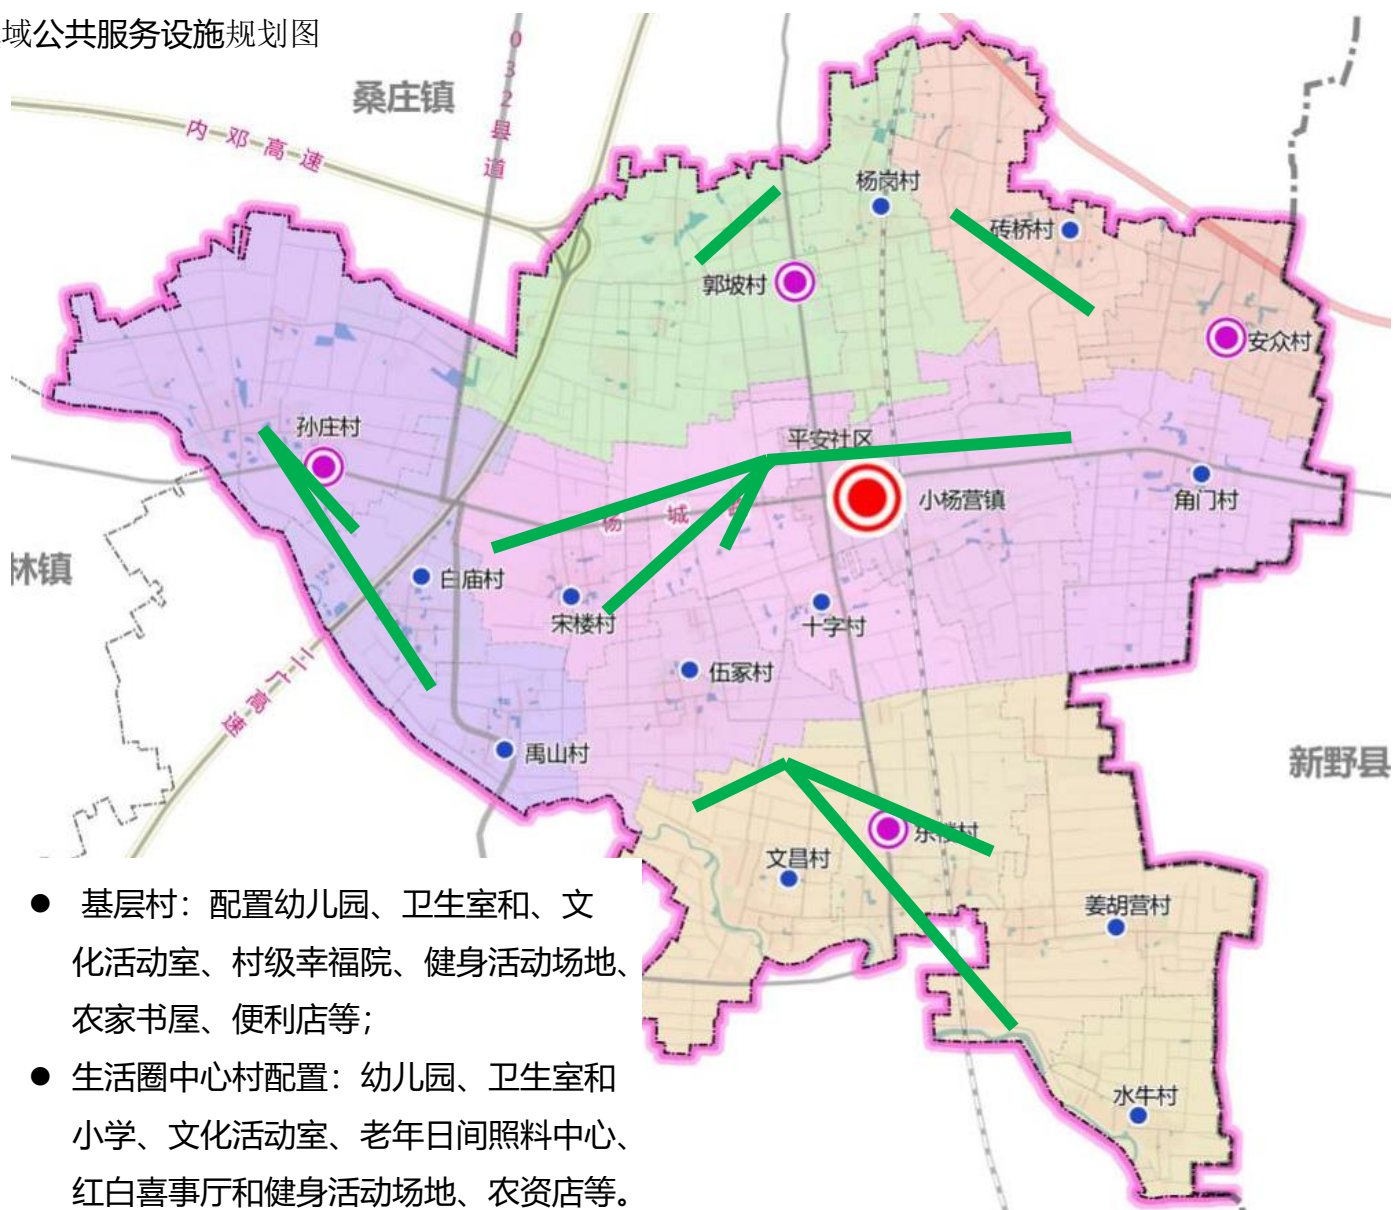 域公共服务设施规划图
桑庄镇
032县道
内邓高速
杨岗村
砖桥村
郭坡村
安众村
孙庄村
平安社区
小杨营镇
角门村
杨城
林镇
白庙村
宋楼村
十字村
伍冢村
二广高速
禹山村
新野县
东楼村
文昌村
姜胡营村
水牛村
● 基层村：配置幼儿园、卫生室和、文
化活动室、村级幸福院、健身活动场地、
农家书屋、便利店等；
● 生活圈中心村配置：幼儿园、卫生室和
小学、文化活动室、老年日间照料中心、
红白喜事厅和健身活动场地、农资店等。